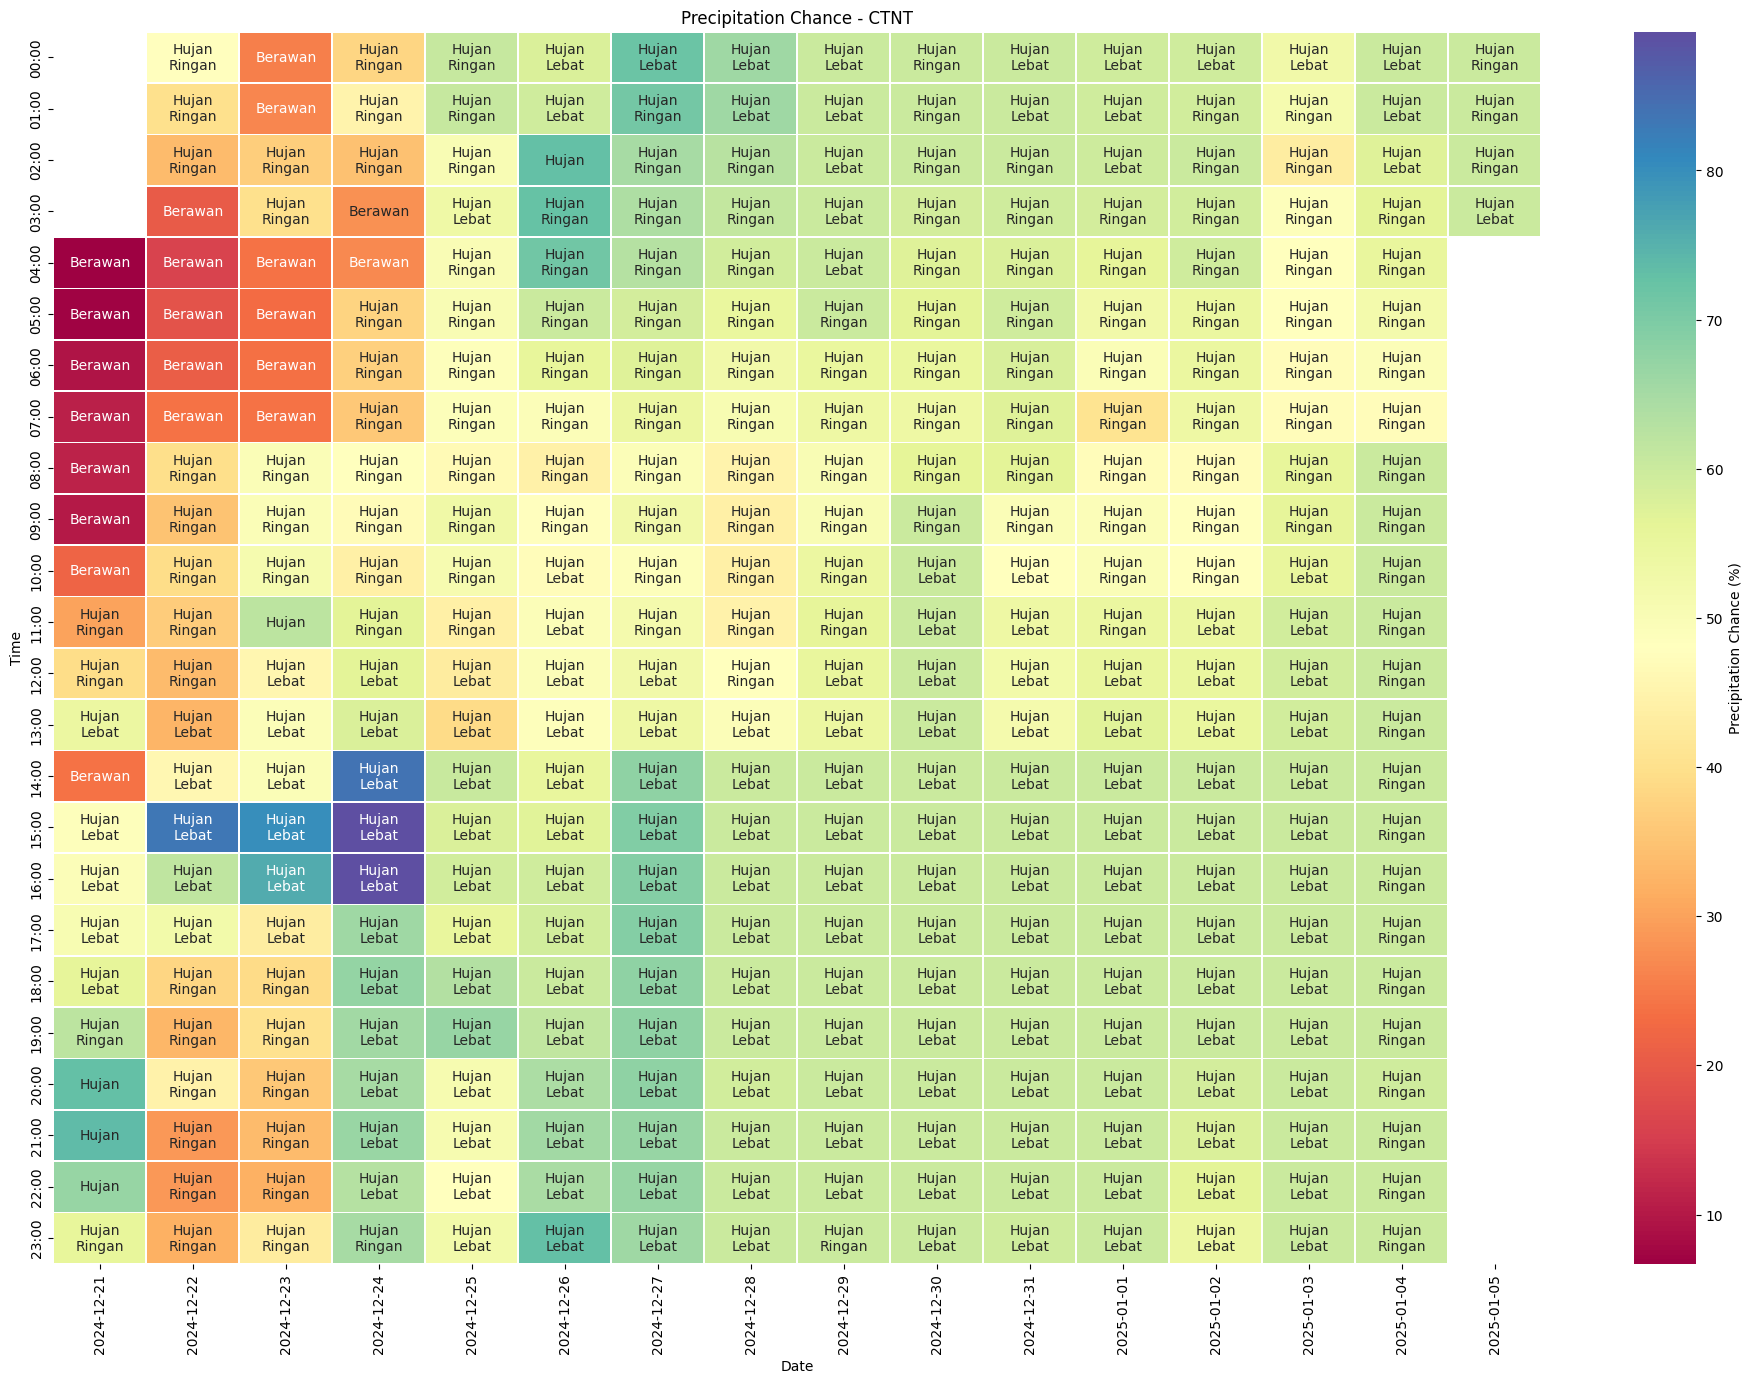 Precipitation Chance - CTNT
00:00 Hujan Ringan Berawan Hujan Ringan Hujan Ringan Hujan Lebat Hujan Lebat Hujan Lebat Hujan Lebat Hujan Ringan Hujan Lebat Hujan Lebat Hujan Lebat Hujan Lebat Hujan Lebat Hujan Ringan
01:00 Hujan Ringan Berawan Hujan Ringan Hujan Ringan Hujan Lebat Hujan Ringan Hujan Lebat Hujan Lebat Hujan Ringan Hujan Lebat Hujan Lebat Hujan Ringan Hujan Ringan Hujan Lebat Hujan Ringan
02:00 Hujan Ringan Hujan Ringan Hujan Ringan Hujan Ringan Hujan Hujan Ringan Hujan Ringan Hujan Lebat Hujan Ringan Hujan Ringan Hujan Lebat Hujan Ringan Hujan Ringan Hujan Lebat Hujan Ringan
03:00 Berawan Hujan Ringan Berawan Hujan Lebat Hujan Ringan Hujan Ringan Hujan Ringan Hujan Lebat Hujan Ringan Hujan Ringan Hujan Ringan Hujan Ringan Hujan Ringan Hujan Ringan Hujan Lebat
04:00 Berawan Berawan Berawan Berawan Hujan Ringan Hujan Ringan Hujan Ringan Hujan Ringan Hujan Lebat Hujan Ringan Hujan Ringan Hujan Ringan Hujan Ringan Hujan Ringan Hujan Ringan
05:00 Berawan Berawan Berawan Hujan Ringan Hujan Ringan Hujan Ringan Hujan Ringan Hujan Ringan Hujan Ringan Hujan Ringan Hujan Ringan Hujan Ringan Hujan Ringan Hujan Ringan Hujan Ringan
06:00 Berawan Berawan Berawan Hujan Ringan Hujan Ringan Hujan Ringan Hujan Ringan Hujan Ringan Hujan Ringan Hujan Ringan Hujan Ringan Hujan Ringan Hujan Ringan Hujan Ringan Hujan Ringan
07:00 Berawan Berawan Berawan Hujan Ringan Hujan Ringan Hujan Ringan Hujan Ringan Hujan Ringan Hujan Ringan Hujan Ringan Hujan Ringan Hujan Ringan Hujan Ringan Hujan Ringan Hujan Ringan
08:00 Berawan Hujan Ringan Hujan Ringan Hujan Ringan Hujan Ringan Hujan Ringan Hujan Ringan Hujan Ringan Hujan Ringan Hujan Ringan Hujan Ringan Hujan Ringan Hujan Ringan Hujan Ringan Hujan Ringan
09:00 Berawan Hujan Ringan Hujan Ringan Hujan Ringan Hujan Ringan Hujan Ringan Hujan Ringan Hujan Ringan Hujan Ringan Hujan Ringan Hujan Ringan Hujan Ringan Hujan Ringan Hujan Ringan Hujan Ringan
10:00 Berawan Hujan Ringan Hujan Ringan Hujan Ringan Hujan Ringan Hujan Lebat Hujan Ringan Hujan Ringan Hujan Ringan Hujan Lebat Hujan Lebat Hujan Ringan Hujan Ringan Hujan Lebat Hujan Ringan
11:00 Hujan Ringan Hujan Ringan Hujan Hujan Ringan Hujan Ringan Hujan Lebat Hujan Ringan Hujan Ringan Hujan Ringan Hujan Lebat Hujan Lebat Hujan Ringan Hujan Lebat Hujan Lebat Hujan Ringan
12:00 Hujan Ringan Hujan Ringan Hujan Lebat Hujan Lebat Hujan Lebat Hujan Lebat Hujan Lebat Hujan Ringan Hujan Lebat Hujan Lebat Hujan Lebat Hujan Lebat Hujan Lebat Hujan Lebat Hujan Ringan
13:00 Hujan Lebat Hujan Lebat Hujan Lebat Hujan Lebat Hujan Lebat Hujan Lebat Hujan Lebat Hujan Lebat Hujan Lebat Hujan Lebat Hujan Lebat Hujan Lebat Hujan Lebat Hujan Lebat Hujan Ringan
14:00 Berawan Hujan Lebat Hujan Lebat Hujan Lebat Hujan Lebat Hujan Lebat Hujan Lebat Hujan Lebat Hujan Lebat Hujan Lebat Hujan Lebat Hujan Lebat Hujan Lebat Hujan Lebat Hujan Ringan
15:00 Hujan Lebat Hujan Lebat Hujan Lebat Hujan Lebat Hujan Lebat Hujan Lebat Hujan Lebat Hujan Lebat Hujan Lebat Hujan Lebat Hujan Lebat Hujan Lebat Hujan Lebat Hujan Lebat Hujan Ringan
16:00 Hujan Lebat Hujan Lebat Hujan Lebat Hujan Lebat Hujan Lebat Hujan Lebat Hujan Lebat Hujan Lebat Hujan Lebat Hujan Lebat Hujan Lebat Hujan Lebat Hujan Lebat Hujan Lebat Hujan Ringan
17:00 Hujan Lebat Hujan Lebat Hujan Lebat Hujan Lebat Hujan Lebat Hujan Lebat Hujan Lebat Hujan Lebat Hujan Lebat Hujan Lebat Hujan Lebat Hujan Lebat Hujan Lebat Hujan Lebat Hujan Ringan
18:00 Hujan Lebat Hujan Ringan Hujan Ringan Hujan Lebat Hujan Lebat Hujan Lebat Hujan Lebat Hujan Lebat Hujan Lebat Hujan Lebat Hujan Lebat Hujan Lebat Hujan Lebat Hujan Lebat Hujan Ringan
19:00 Hujan Ringan Hujan Ringan Hujan Ringan Hujan Lebat Hujan Lebat Hujan Lebat Hujan Lebat Hujan Lebat Hujan Lebat Hujan Lebat Hujan Lebat Hujan Lebat Hujan Lebat Hujan Lebat Hujan Ringan
20:00 Hujan Hujan Ringan Hujan Ringan Hujan Lebat Hujan Lebat Hujan Lebat Hujan Lebat Hujan Lebat Hujan Lebat Hujan Lebat Hujan Lebat Hujan Lebat Hujan Lebat Hujan Lebat Hujan Ringan
21:00 Hujan Hujan Ringan Hujan Ringan Hujan Lebat Hujan Lebat Hujan Lebat Hujan Lebat Hujan Lebat Hujan Lebat Hujan Lebat Hujan Lebat Hujan Lebat Hujan Lebat Hujan Lebat Hujan Ringan
22:00 Hujan Hujan Ringan Hujan Ringan Hujan Lebat Hujan Lebat Hujan Lebat Hujan Lebat Hujan Lebat Hujan Lebat Hujan Lebat Hujan Lebat Hujan Lebat Hujan Lebat Hujan Lebat Hujan Ringan
23:00 Hujan Ringan Hujan Ringan Hujan Ringan Hujan Ringan Hujan Lebat Hujan Lebat Hujan Lebat Hujan Lebat Hujan Ringan Hujan Lebat Hujan Lebat Hujan Lebat Hujan Lebat Hujan Lebat Hujan Ringan
Time
2024-12-21 2024-12-22 2024-12-23 2024-12-24 2024-12-25 2024-12-26 2024-12-27 2024-12-28 2024-12-29 2024-12-30 2024-12-31 2025-01-01 2025-01-02 2025-01-03 2025-01-04 2025-01-05
Date
80
70
60
50
40
30
20
10
Precipitation Chance (%)